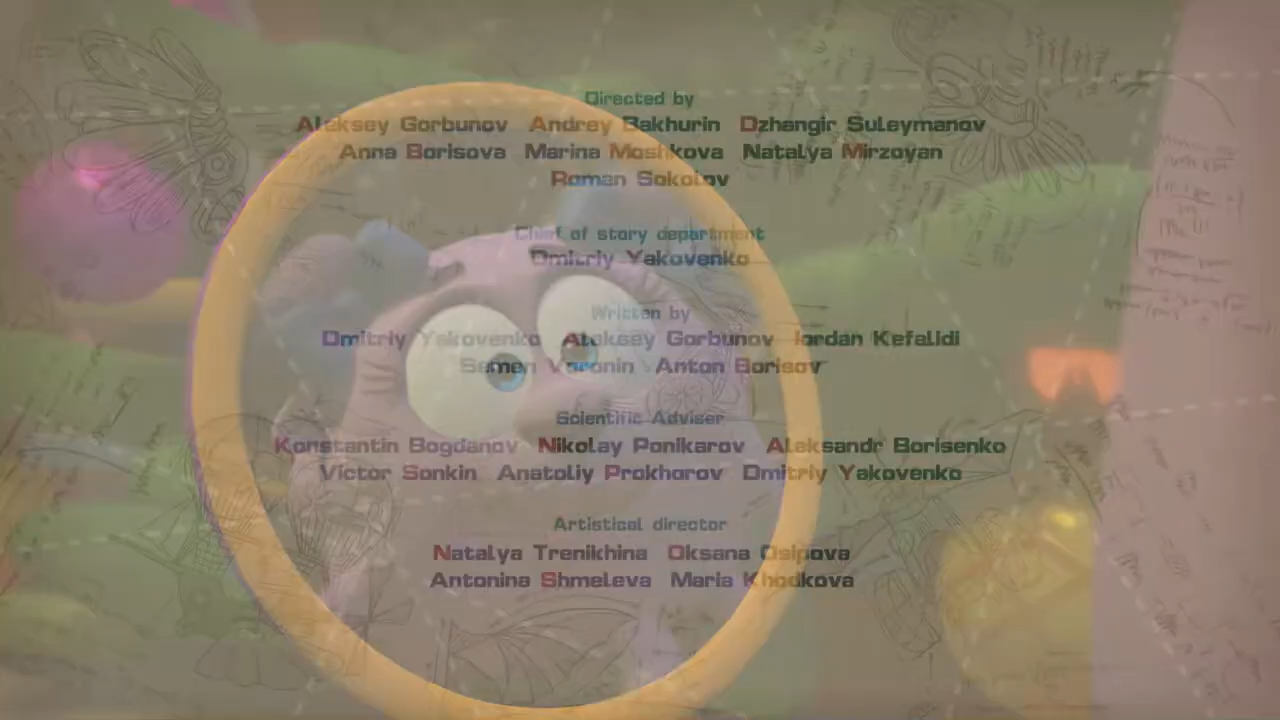 Directed by
Aleksey Gorbunov Andrey Bakhurin Dzhangir Suleymanov
Anna Borisova Marina Moshkova Natalya Mirzoyan
Roman Sokolov
Chief of story department
Dmitriy Yakovenko
Written by
Dmitriy Yakovenko Aleksey Gorbunov Iordan Kefalidi
Semen Voronin Anton Borisov
Scientific Adviser
Konstantin Bogdanov Nikolay Ponikarov Aleksandr Borisenko
Victor Sonkin Anatoliy Prokhorov Dmitriy Yakovenko
Artistical director
Natalya Trenikhina Oksana Osipova
Antonina Shmeleva Maria Khodkova